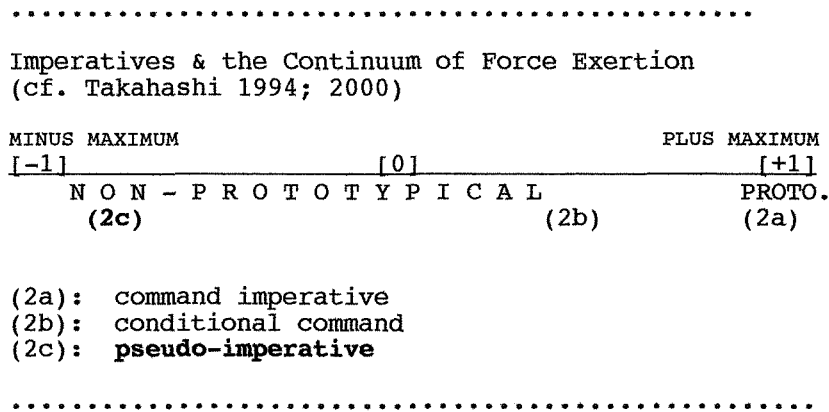 Imperatives & the Continuum of Force Exertion
(cf. Takahashi 1994; 2000)
MINUS MAXIMUM PLUS MAXIMUM
[-1] [0] [+1]
N O N - P R O T O T Y P I C A L PROTO.
(2c) (2b) (2a)
(2a): command imperative
(2b): conditional command
(2c): pseudo-imperative